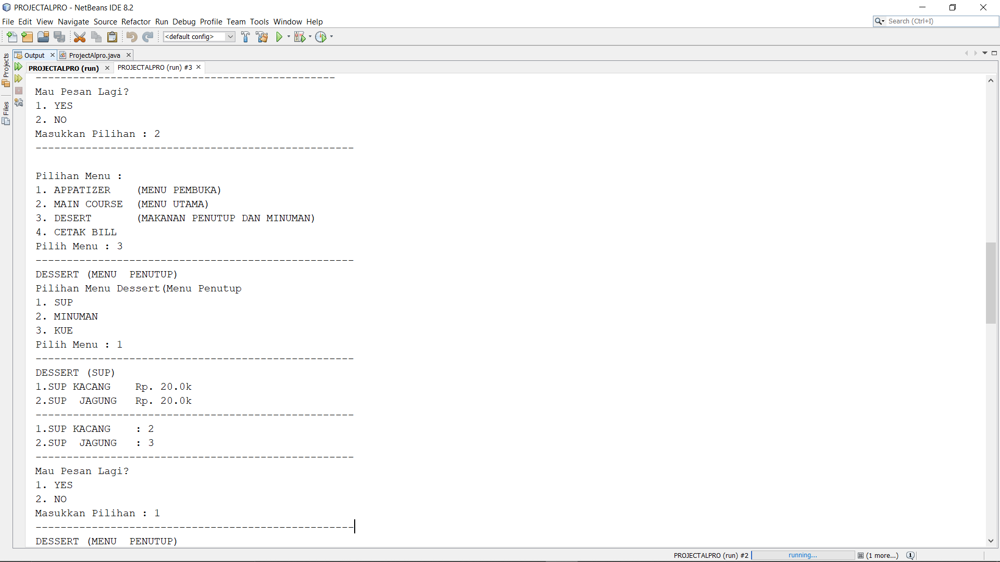 PROJECTALPRO - NetBeans IDE 8.2
File Edit View Navigate Source Refactor Run Debug Profile Team Tools Window Help
Search (Ctrl+I)
<default config>
Output
ProjectAlpro.java
Projects
Files
PROJECTALPRO (run)
PROJECTALPRO (run) #3
------------------------------------------------
Mau Pesan Lagi?
1. YES
2. NO
Masukkan Pilihan : 2
---------------------------------------------------
Pilihan Menu :
1. APPATIZER (MENU PEMBUKA)
2. MAIN COURSE (MENU UTAMA)
3. DESERT (MAKANAN PENUTUP DAN MINUMAN)
4. CETAK BILL
Pilih Menu : 3
---------------------------------------------------
DESSERT (MENU  PENUTUP)
Pilihan Menu Dessert(Menu Penutup
1. SUP
2. MINUMAN
3. KUE
Pilih Menu : 1
---------------------------------------------------
DESSERT (SUP)
1.SUP KACANG    Rp. 20.0k
2.SUP  JAGUNG   Rp. 20.0k
---------------------------------------------------
1.SUP KACANG    : 2
2.SUP  JAGUNG   : 3
---------------------------------------------------
Mau Pesan Lagi?
1. YES
2. NO
Masukkan Pilihan : 1
---------------------------------------------------
DESSERT (MENU  PENUTUP)
PROJECTALPRO (run) #2
running...
(1 more...)
1